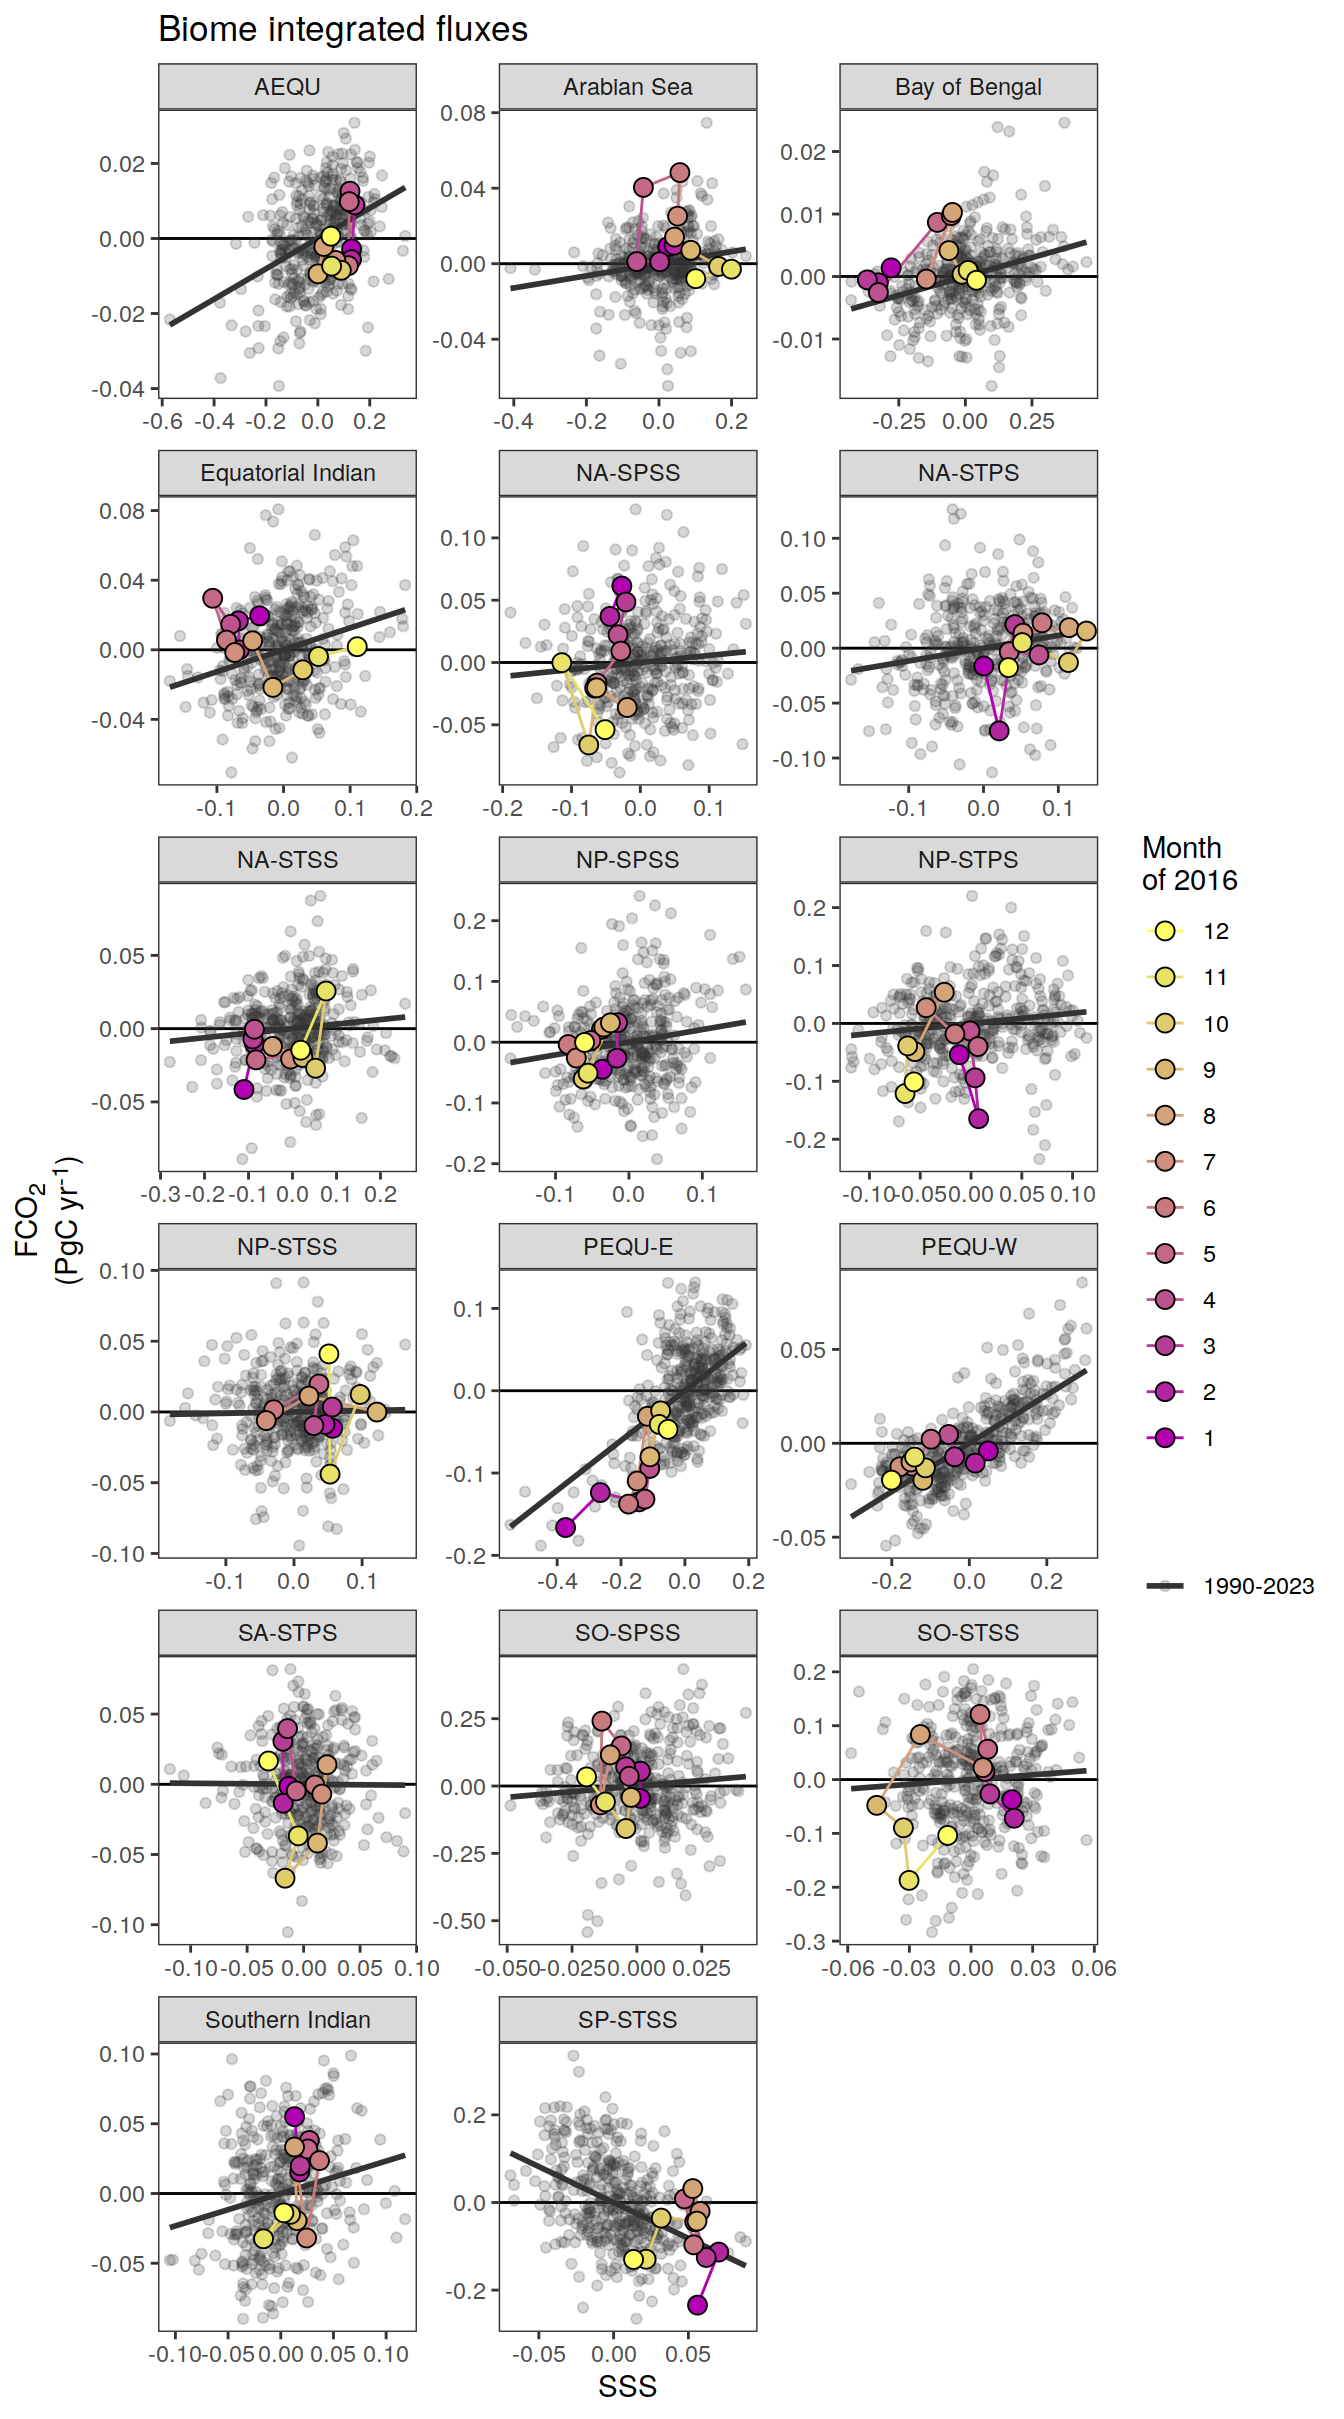 Biome integrated fluxes
AEQU
Arabian Sea
Bay of Bengal
0.02
0.00
-0.02
-0.04
0.08
0.04
0.00
-0.04
0.02
0.01
0.00
-0.01
-0.6 -0.4 -0.2 0.0 0.2
-0.4 -0.2 0.0 0.2
-0.25 0.00 0.25
Equatorial Indian
NA-SPSS
NA-STPS
0.08
0.04
0.00
-0.04
0.10
0.05
0.00
-0.05
0.10
0.05
0.00
-0.05
-0.10
-0.1 0.0 0.1 0.2
-0.2 -0.1 0.0 0.1
-0.1 0.0 0.1
NA-STSS
NP-SPSS
NP-STPS
0.05
0.00
-0.05
0.2
0.1
0.0
-0.1
-0.2
0.2
0.1
0.0
-0.1
-0.2
-0.3 -0.2 -0.1 0.0 0.1 0.2
-0.1 0.0 0.1
-0.10 -0.05 0.00 0.05 0.10
NP-STSS
PEQU-E
PEQU-W
0.10
0.05
0.00
-0.05
-0.10
0.1
0.0
-0.1
-0.2
0.05
0.00
-0.05
-0.1 0.0 0.1
-0.4 -0.2 0.0 0.2
-0.2 0.0 0.2
SA-STPS
SO-SPSS
SO-STSS
0.05
0.00
-0.05
-0.10
0.25
0.00
-0.25
-0.50
0.2
0.1
0.0
-0.1
-0.2
-0.3
-0.10 -0.05 0.00 0.05 0.10
-0.050 -0.025 0.000 0.025
-0.06 -0.03 0.00 0.03 0.06
Southern Indian
SP-STSS
0.10
0.05
0.00
-0.05
0.2
0.0
-0.2
-0.10 -0.05 0.00 0.05 0.10
-0.05 0.00 0.05
SSS
FCO₂
(PgC yr⁻¹)
Month
of 2016
12
11
10
9
8
7
6
5
4
3
2
1
1990-2023